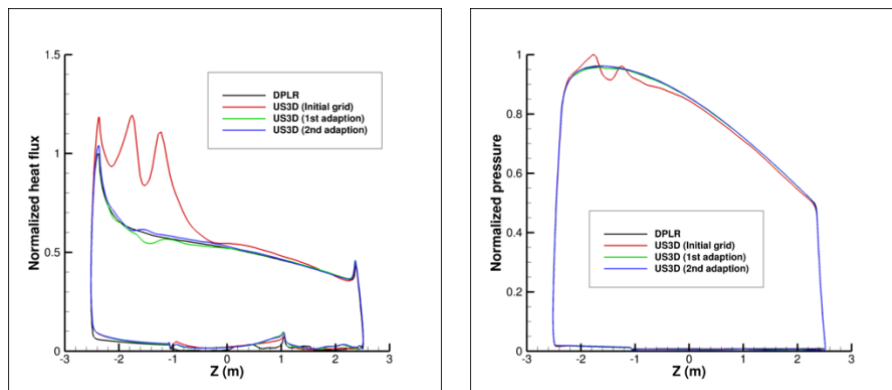 1.5
1
0.5
0
-3
-2
-1
0
1
2
3
Z (m)
Normalized heat flux
DPLR
US3D (Initial grid)
US3D (1st adaption)
US3D (2nd adaption)
1
0.8
0.6
0.4
0.2
0
-3
-2
-1
0
1
2
3
Z (m)
Normalized pressure
DPLR
US3D (Initial grid)
US3D (1st adaption)
US3D (2nd adaption)